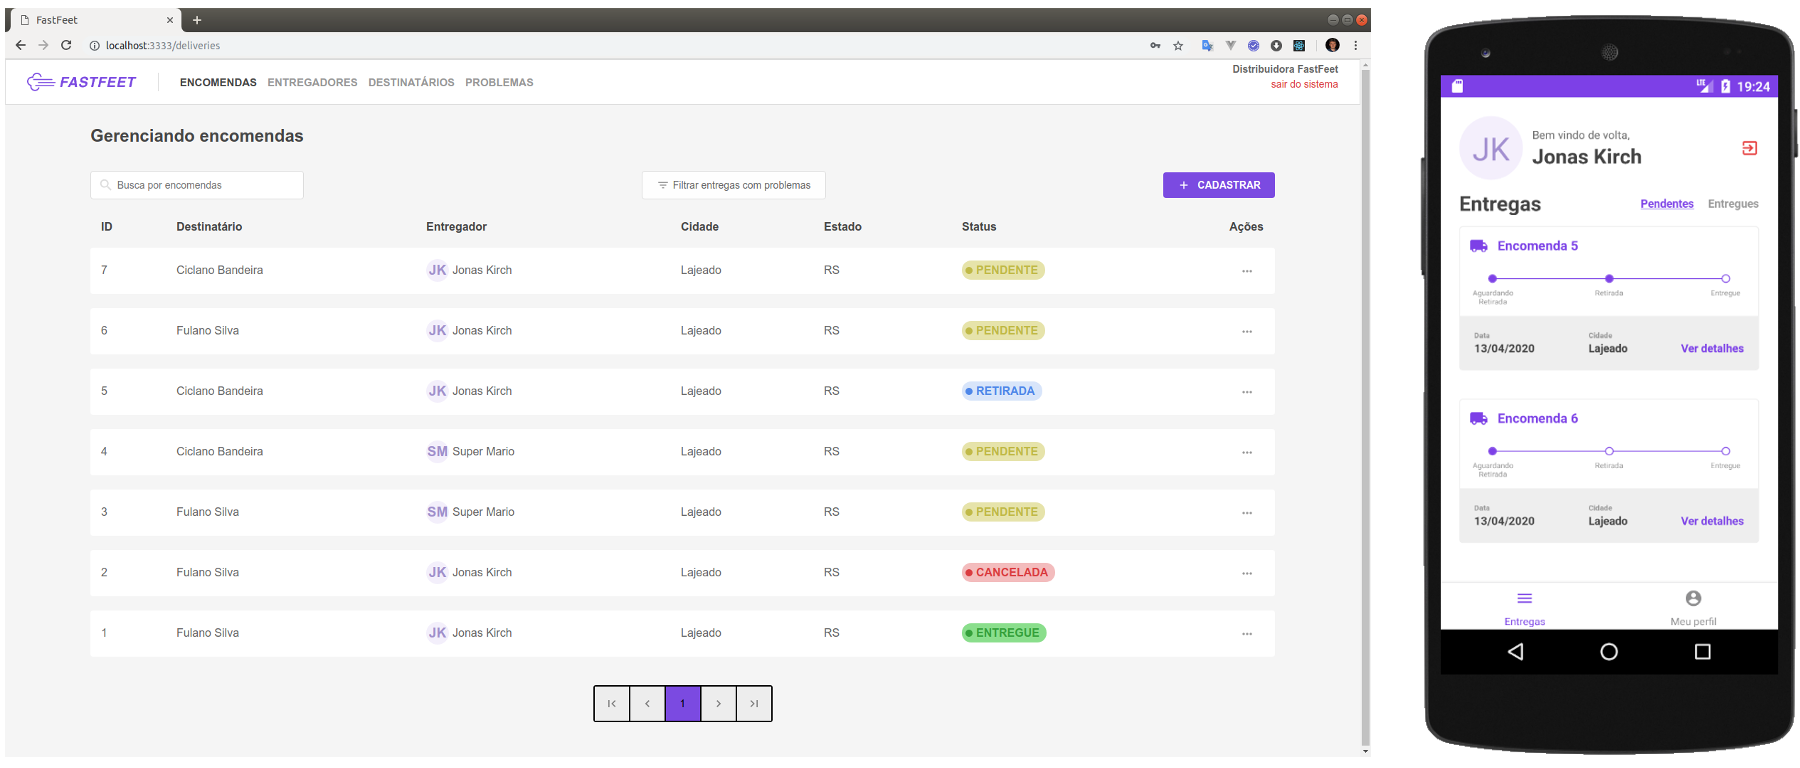 FastFeet
localhost:3333/deliveries
FASTFEET ENCOMENDAS ENTREGADORES DESTINATÁRIOS PROBLEMAS
Distribuidora FastFeet
sair do sistema
Gerenciando encomendas
Busca por encomendas Filtrar entregas com problemas + CADASTRAR
ID Destinatário Entregador Cidade Estado Status Ações
7 Ciclano Bandeira JK Jonas Kirch Lajeado RS PENDENTE ...
6 Fulano Silva JK Jonas Kirch Lajeado RS PENDENTE ...
5 Ciclano Bandeira JK Jonas Kirch Lajeado RS RETIRADA ...
4 Ciclano Bandeira SM Super Mario Lajeado RS PENDENTE ...
3 Fulano Silva SM Super Mario Lajeado RS PENDENTE ...
2 Fulano Silva JK Jonas Kirch Lajeado RS CANCELADA ...
1 Fulano Silva JK Jonas Kirch Lajeado RS ENTREGUE ...
1
LTE 19:24
JK
Bem vindo de volta,
Jonas Kirch
Entregas Pendentes Entregues
Encomenda 5
Aguardando Retirada Entregue
Retirada
Data Cidade
13/04/2020 Lajeado Ver detalhes
Encomenda 6
Aguardando Retirada Entregue
Retirada
Data Cidade
13/04/2020 Lajeado Ver detalhes
Entregas Meu perfil